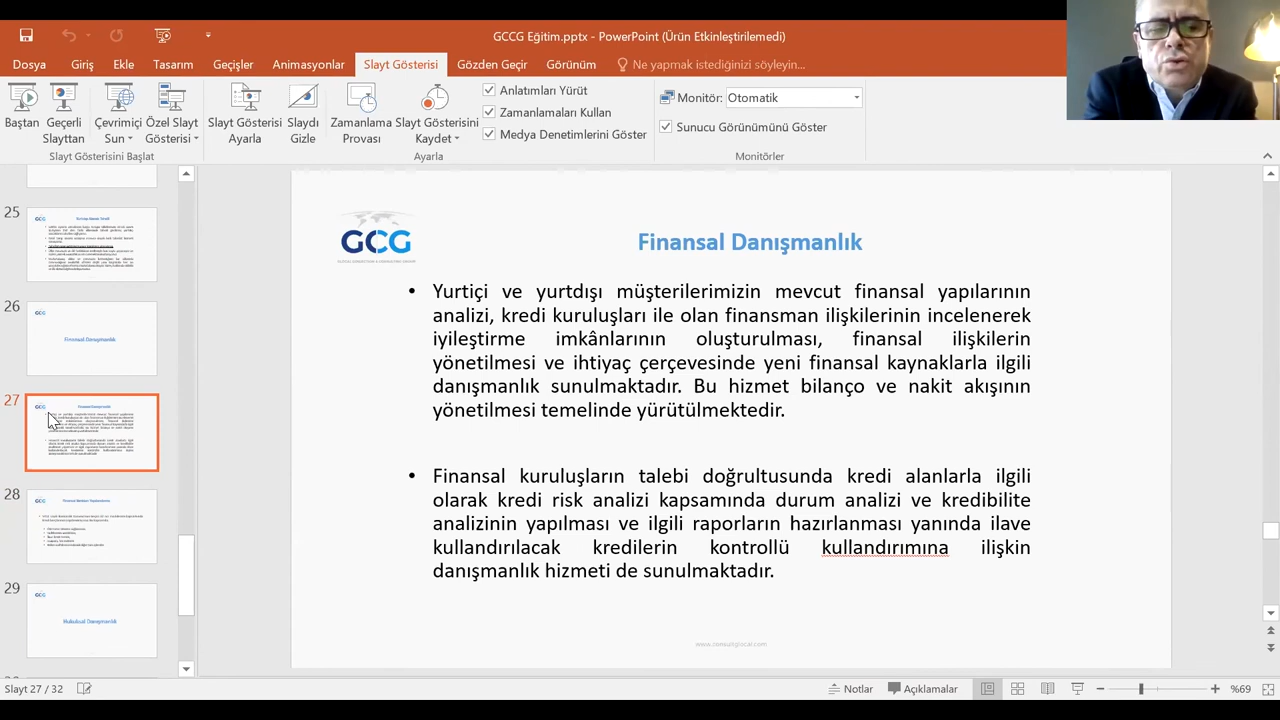 GCCG Eğitim.pptx - PowerPoint (Ürün Etkinleştirilemedi)
Dosya Giriş Ekle Tasarım Geçişler Animasyonlar Slayt Gösterisi Gözden Geçir Görünüm Ne yapmak istediğinizi söyleyin...
Baştan
Geçerli Slayttan
Çevrimiçi Sun
Özel Slayt Gösterisi
Slayt Gösterisini Başlat
Slayt Gösterisi Ayarla
Slaydı Gizle
Zamanlama Provası
Slayt Gösterisini Kaydet
Anlatımları Yürüt
Zamanlamaları Kullan
Medya Denetimlerini Göster
Ayarla
Monitör: Otomatik
Sunucu Görünümünü Göster
Monitörler
25
26
Finansal Danışmanlık
27
28
29
Hukuksal Danışmanlık
GCG
Finansal Danışmanlık
• Yurtiçi ve yurtdışı müşterilerimizin mevcut finansal yapılarının
analizi, kredi kuruluşları ile olan finansman ilişkilerinin incelenerek
iyileştirme imkânlarının oluşturulması, finansal ilişkilerin
yönetilmesi ve ihtiyaç çerçevesinde yeni finansal kaynaklarla ilgili
danışmanlık sunulmaktadır. Bu hizmet bilanço ve nakit akışının
yönetilmesi temelinde yürütülmektedir.
• Finansal kuruluşların talebi doğrultusunda kredi alanlarla ilgili
olarak kredi risk analizi kapsamında durum analizi ve kredibilite
analizinin yapılması ve ilgili raporların hazırlanması yanında ilave
kullandırılacak kredilerin kontrollü kullandırımına ilişkin
danışmanlık hizmeti de sunulmaktadır.
Slayt 27 / 32
Notlar
Açıklamalar
%69